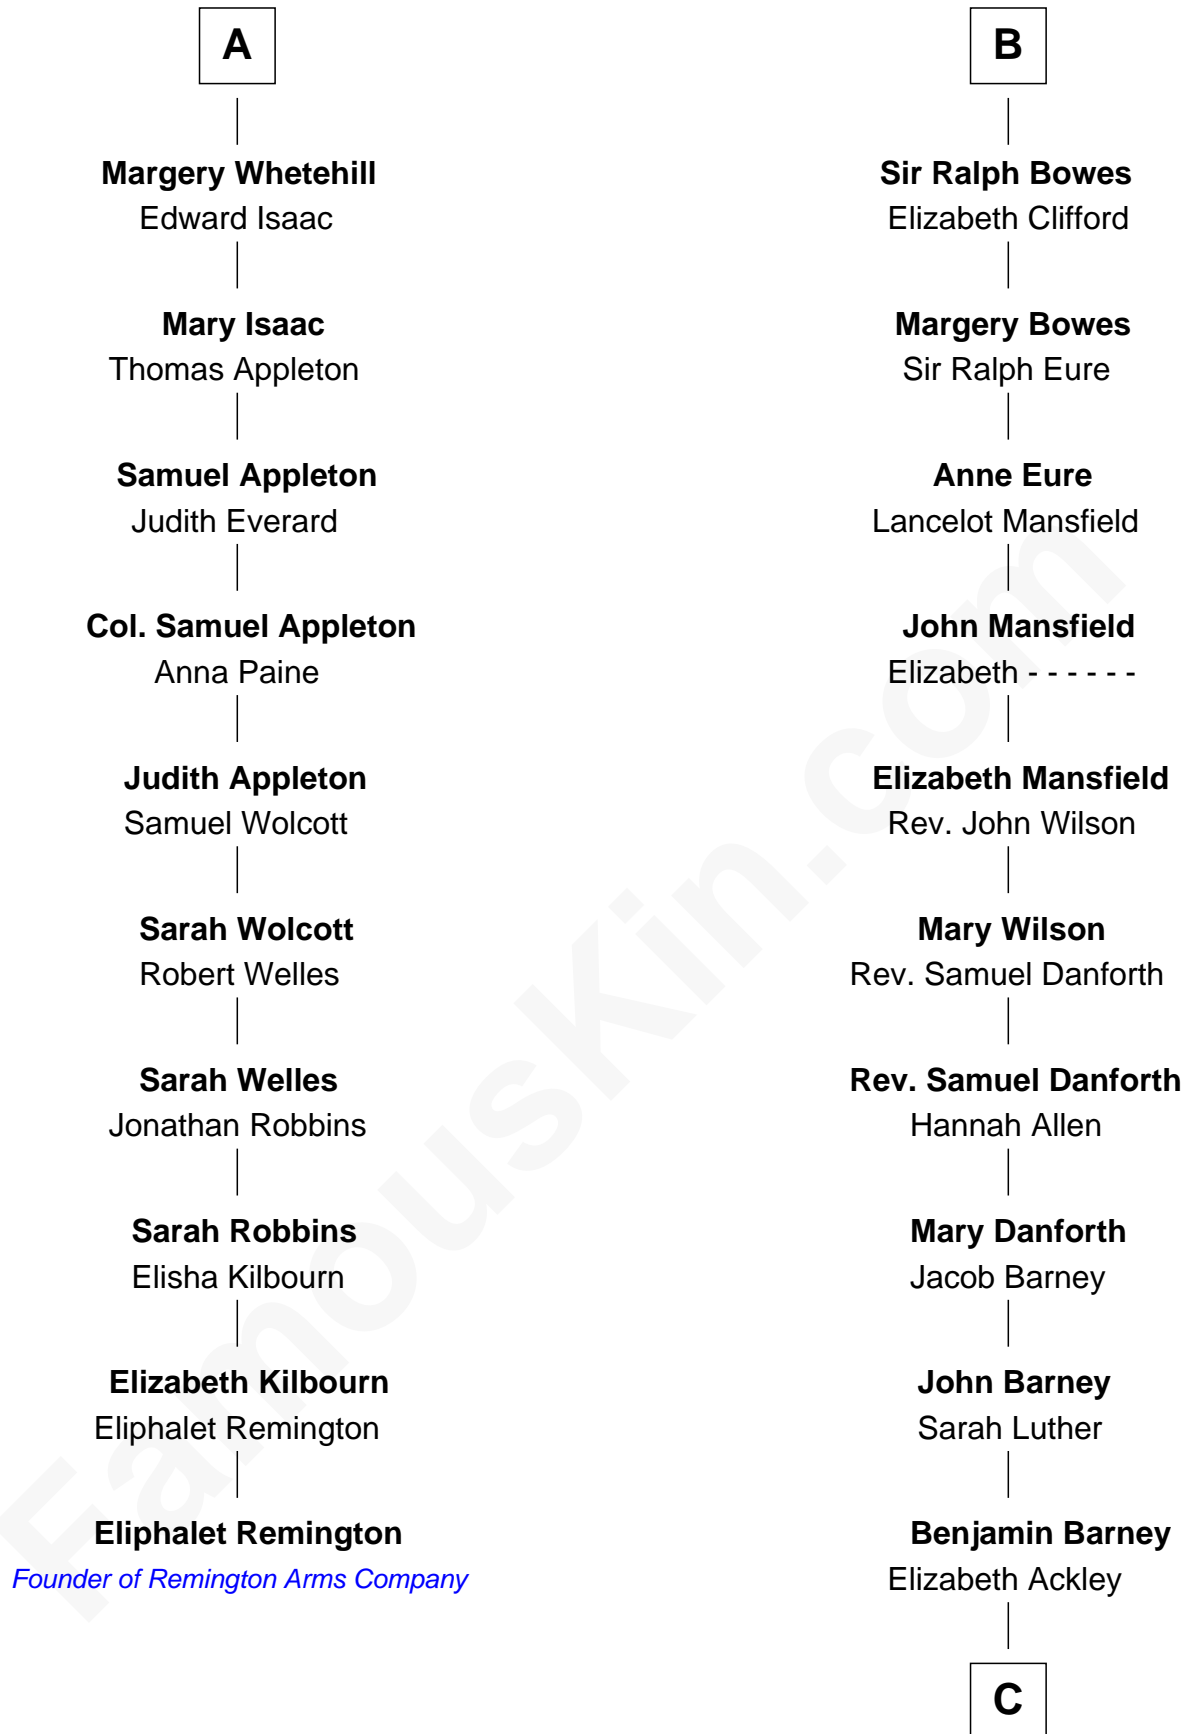 A
Margery Whetehill
Edward Isaac
Mary Isaac
Thomas Appleton
Samuel Appleton
Judith Everard
Col. Samuel Appleton
Anna Paine
Judith Appleton
Samuel Wolcott
Sarah Wolcott
Robert Welles
Sarah Welles
Jonathan Robbins
Sarah Robbins
Elisha Kilbourn
Elizabeth Kilbourn
Eliphalet Remington
Eliphalet Remington
Founder of Remington Arms Company
B
Sir Ralph Bowes
Elizabeth Clifford
Margery Bowes
Sir Ralph Eure
Anne Eure
Lancelot Mansfield
John Mansfield
Elizabeth - - - - - -
Elizabeth Mansfield
Rev. John Wilson
Mary Wilson
Rev. Samuel Danforth
Rev. Samuel Danforth
Hannah Allen
Mary Danforth
Jacob Barney
John Barney
Sarah Luther
Benjamin Barney
Elizabeth Ackley
C
FamousKin.com